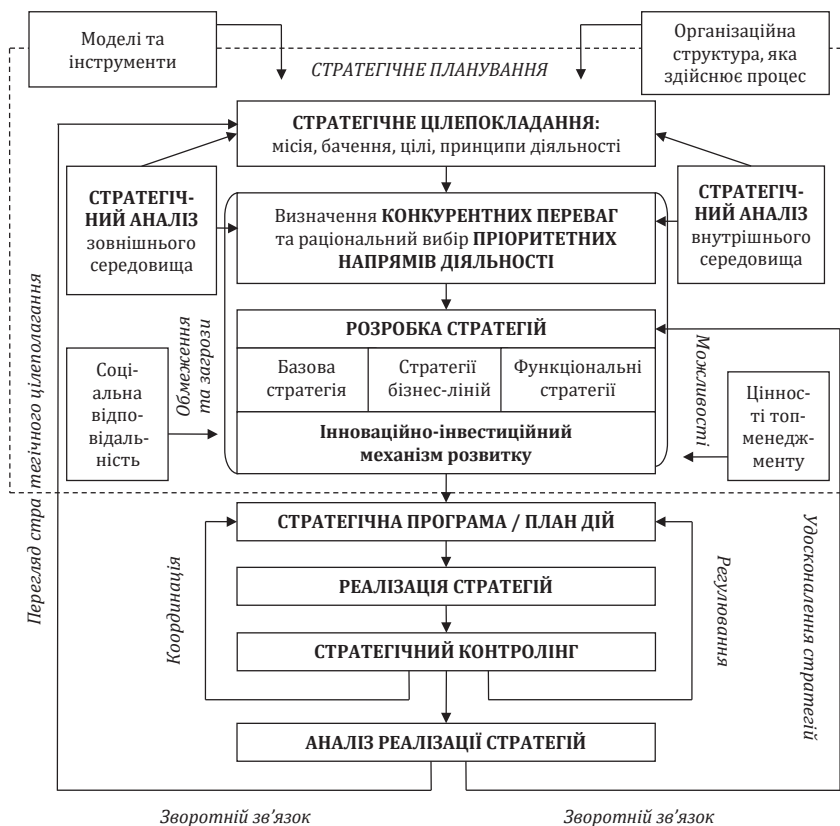 Моделі та
інструменти
СТРАТЕГІЧНЕ ПЛАНУВАННЯ
Організаційна
структура, яка
здійснює процес
СТРАТЕГІЧНЕ ЦІЛЕПОКЛАДАННЯ:
місія, бачення, цілі, принципи діяльності
СТРАТЕГІЧ-
НИЙ АНАЛІЗ
зовнішнього
середовища
Визначення КОНКУРЕНТНИХ ПЕРЕВАГ
та раціональний вибір ПРІОРИТЕТНИХ
НАПРЯМІВ ДІЯЛЬНОСТІ
СТРАТЕГІЧ-
НИЙ АНАЛІЗ
внутрішнього
середовища
РОЗРОБКА СТРАТЕГІЙ
Базова
стратегія
Стратегії
бізнес-ліній
Функціональні
стратегії
Інноваційно-інвестиційний
механізм розвитку
Обмеження
та загрози
Можливості
Соці-
альна
відпо-
відаль-
ність
Ціннос-
ті топ-
менедж-
менту
СТРАТЕГІЧНА ПРОГРАМА / ПЛАН ДІЙ
РЕАЛІЗАЦІЯ СТРАТЕГІЙ
СТРАТЕГІЧНИЙ КОНТРОЛІНГ
АНАЛІЗ РЕАЛІЗАЦІЇ СТРАТЕГІЙ
Координація
Регулювання
Перегляд стра тегічного цілеполагання
Удосконалення стратегій
Зворотній зв'язок
Зворотній зв'язок